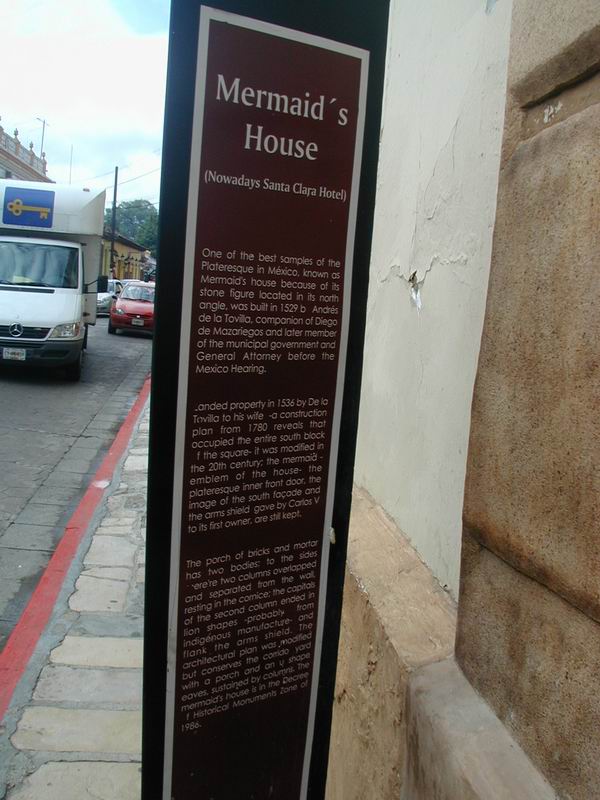 Mermaid´s
House
(Nowadays Santa Clara Hotel)
One of the best samples of the
Plateresque in México, known as
Mermaid's house because of its
stone figure located in its north
angle, was built in 1529 b Andrés
de la Tovilla, companion of Diego
de Mazariegos and later member
of the municipal government and
General Attorney before the
Mexico Hearing.
anded property in 1536 by De la
Tovilla to his wife -a construction
plan from 1780 reveals that
occupied the entire south block
f the square- it was modified in
the 20th century; the mermaid -
emblem of the house- the
plateresque inner front door, the
image of the south façade and
the arms shield gave by Carlos V
to its first owner, are still kept.
The porch of bricks and mortar
has two bodies: to the sides
ere're two columns overlapped
and separated from the wall,
resting in the cornice; the capitals
of the second column ended in
lion shapes -probably from
indigenous manufacture- and
flank the arms shield. The
architectural plan was modified
but conserves the corrido yard
with a porch and an u shape
eaves, sustained by columns. The
mermaid's house is in the Decree
f Historical Monuments Zone of
1986.